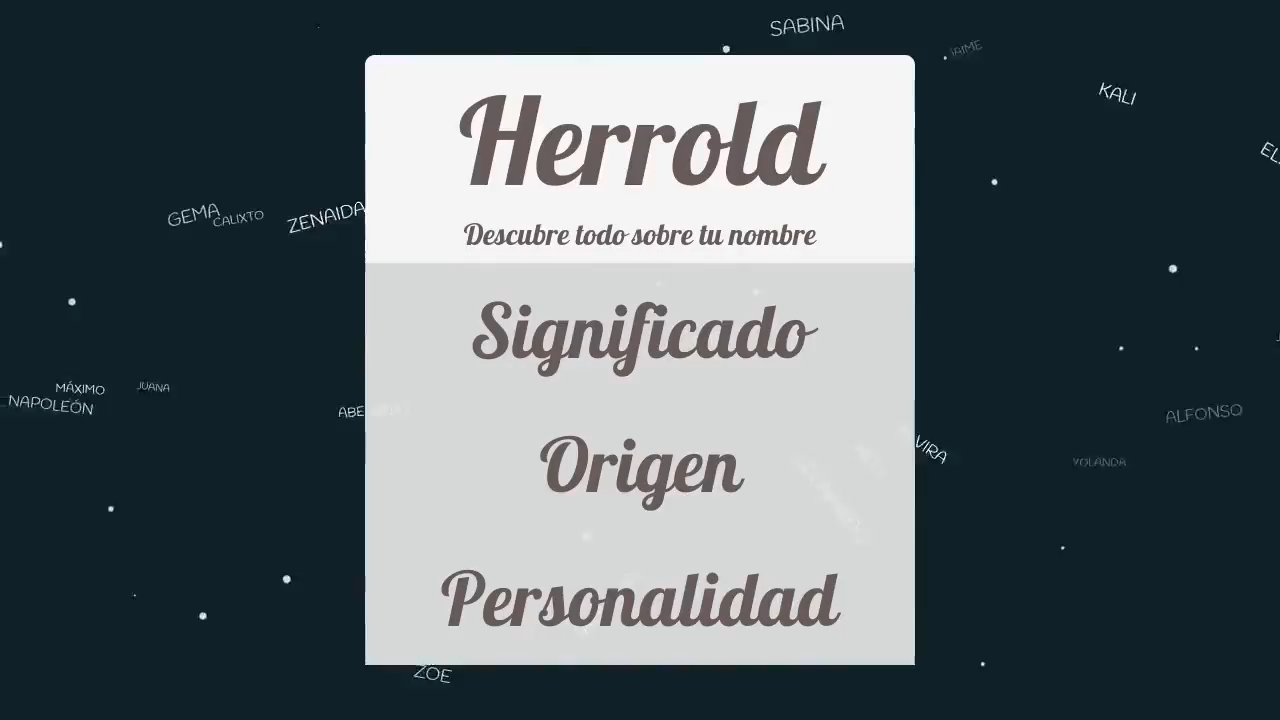 SABINA
JAIME
KALI
Herrold
GEMA
CALIXTO
ZENAIDA
Descubre todo sobre tu nombre
Significado
MÁXIMO
JUANA
NAPOLEÓN
ALFONSO
Origen
YOLANDA
Personalidad
ZOE